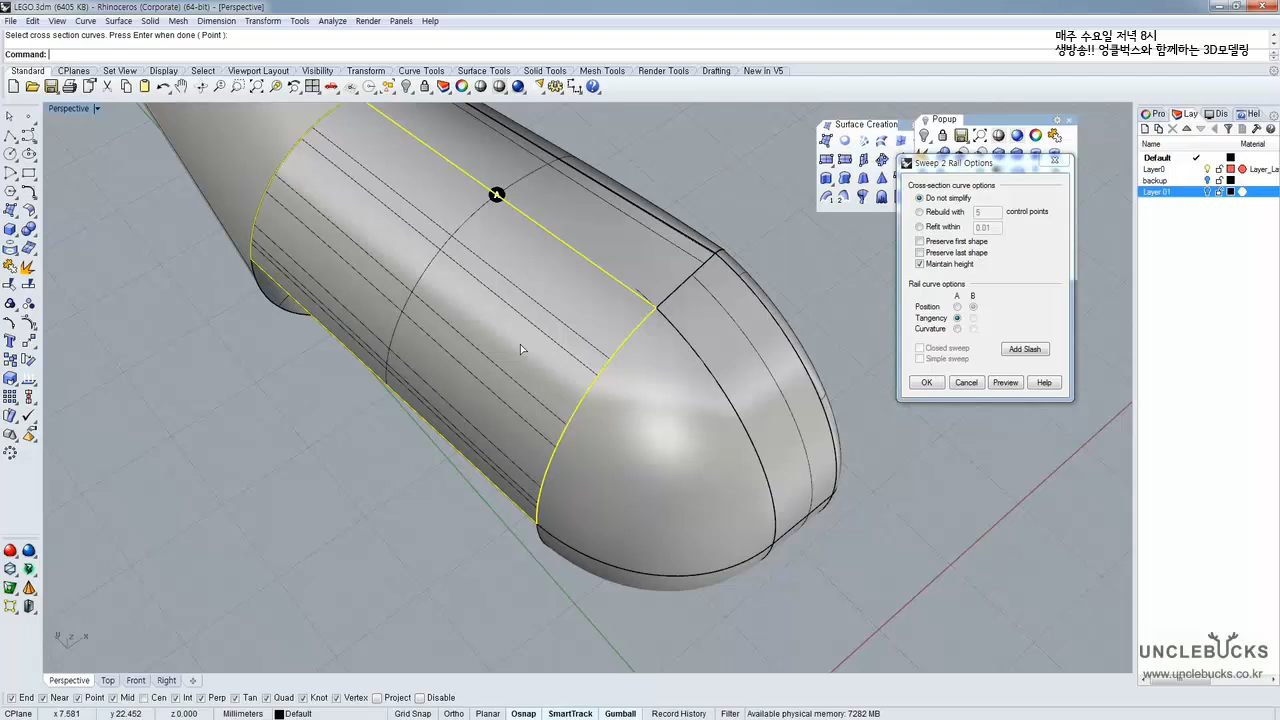 LEGO.3dm (6405 KB) - Rhinoceros (Corporate) (64-bit) - [Perspective]
File Edit View Curve Surface Solid Mesh Dimension Transform Tools Analyze Render Panels Help
Select cross section curves. Press Enter when done ( Point ):
매주 수요일 저녁 8시
Command:
생방송!! 엉클벅스와 함께하는 3D모델링
Standard CPlanes Set View Display Select Viewport Layout Visibility Transform Curve Tools Surface Tools Solid Tools Mesh Tools Render Tools Drafting New in V5
Perspective
Surface Creation
Popup
Pro Lay Dis Hel
Name Material
Default
Layer0 Layer_La
backup
Layer 01
Sweep 2 Rail Options
Cross-section curve options
Do not simplify
Rebuild with 5 control points
Refit within 0.01
Preserve first shape
Preserve last shape
Maintain height
Rail curve options
A B
Position
Tangency
Curvature
Closed sweep
Simple sweep
Add Slash
OK Cancel Preview Help
A
y z x
UNCLEBUCKS
www.unclebucks.co.kr
Perspective Top Front Right
End Near Point Mid Cen Int Perp Tan Quad Knot Vertex Project Disable
CPlane x 7.581 y 22.452 z 0.000 Millimeters Default Grid Snap Ortho Planar Osnap SmartTrack Gumball Record History Filter Available physical memory: 7282 MB